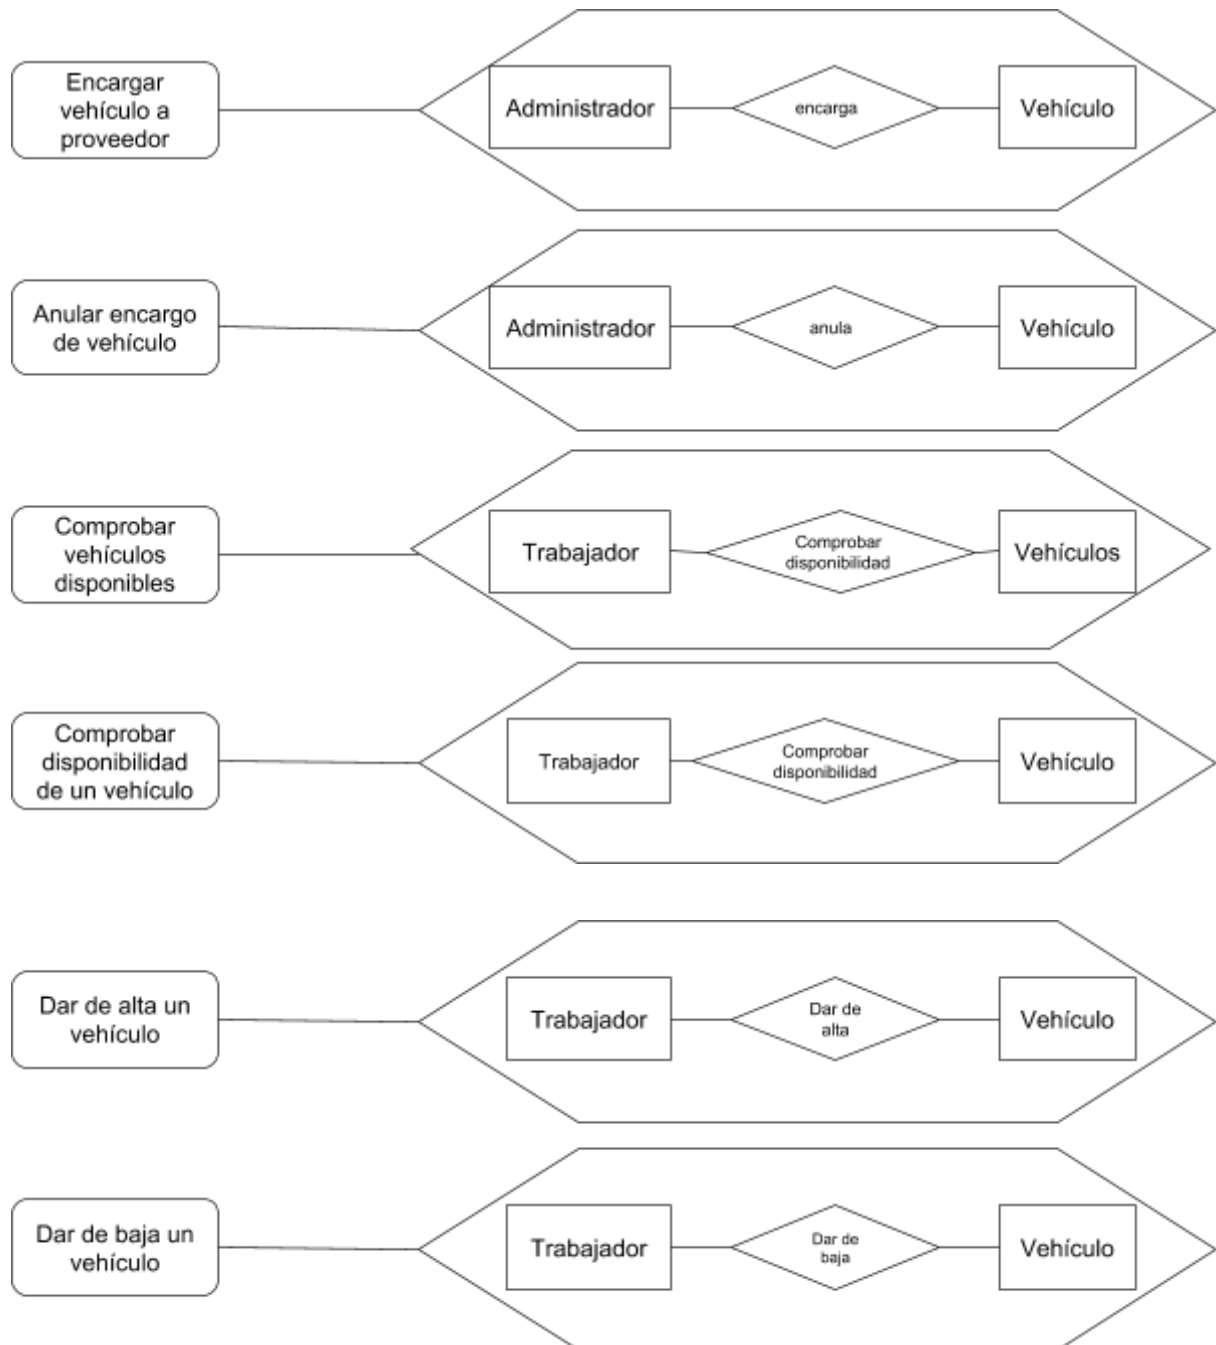 Encargar
vehículo a
proveedor
Administrador
encarga
Vehículo
Anular encargo
de vehículo
Administrador
anula
Vehículo
Comprobar
vehículos
disponibles
Trabajador
Comprobar
disponibilidad
Vehículos
Comprobar
disponibilidad
de un vehículo
Trabajador
Comprobar
disponibilidad
Vehículo
Dar de alta un
vehículo
Trabajador
Dar de
alta
Vehículo
Dar de baja un
vehículo
Trabajador
Dar de
baja
Vehículo